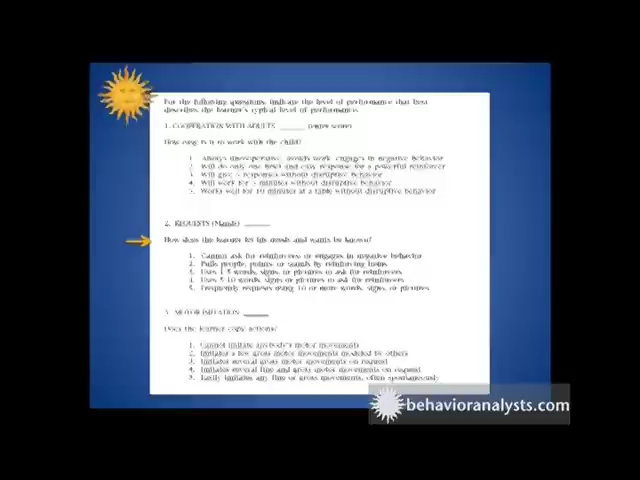 For the following questions, indicate the level of performance that best
describes the learner's typical level of performance.
1. COOPERATION WITH ADULTS ______ (enter score)
How easy is it to work with the child?
1. Always uncooperative, avoids work, engages in negative behavior
2. Will do only one brief and easy response for a powerful reinforcer
3. Will give 5 responses without disruptive behavior
4. Will work for 5 minutes without disruptive behavior
5. Works well for 10 minutes at a table without disruptive behavior
2. REQUESTS (Mands) ______
How does the learner let his needs and wants be known?
1. Cannot ask for reinforcers or engages in negative behavior
2. Pulls people, points, or stands by reinforcing items
3. Uses 1-5 words, signs, or pictures to ask for reinforcers
4. Uses 5-10 words, signs or pictures to ask for reinforcers
5. Frequently requests using 10 or more words, signs, or pictures
3. MOTOR IMITATION ______
Does the learner copy actions?
1. Cannot imitate anybody's motor movements
2. Imitates a few gross motor movements modeled by others
3. Imitates several gross motor movements on request
4. Imitates several fine and gross motor movements on request
5. Easily imitates any fine or gross movements, often spontaneously
behavioranalysts.com